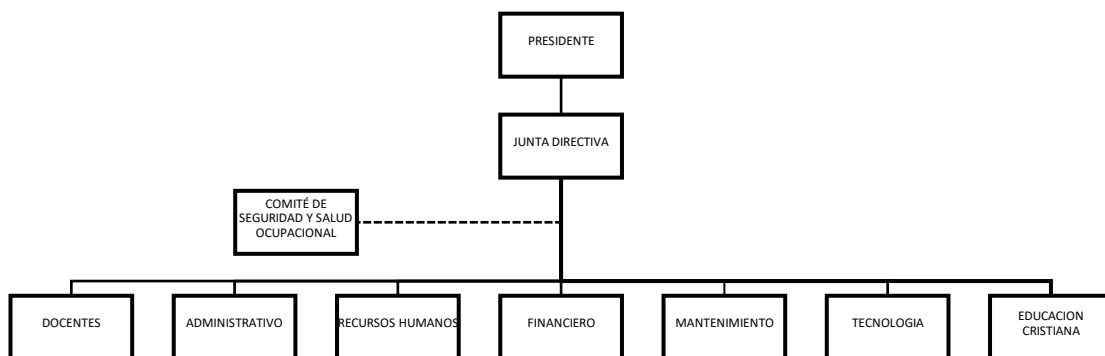 PRESIDENTE
JUNTA DIRECTIVA
COMITÉ DE
SEGURIDAD Y SALUD
OCUPACIONAL
DOCENTES
ADMINISTRATIVO
RECURSOS HUMANOS
FINANCIERO
MANTENIMIENTO
TECNOLOGIA
EDUCACION
CRISTIANA